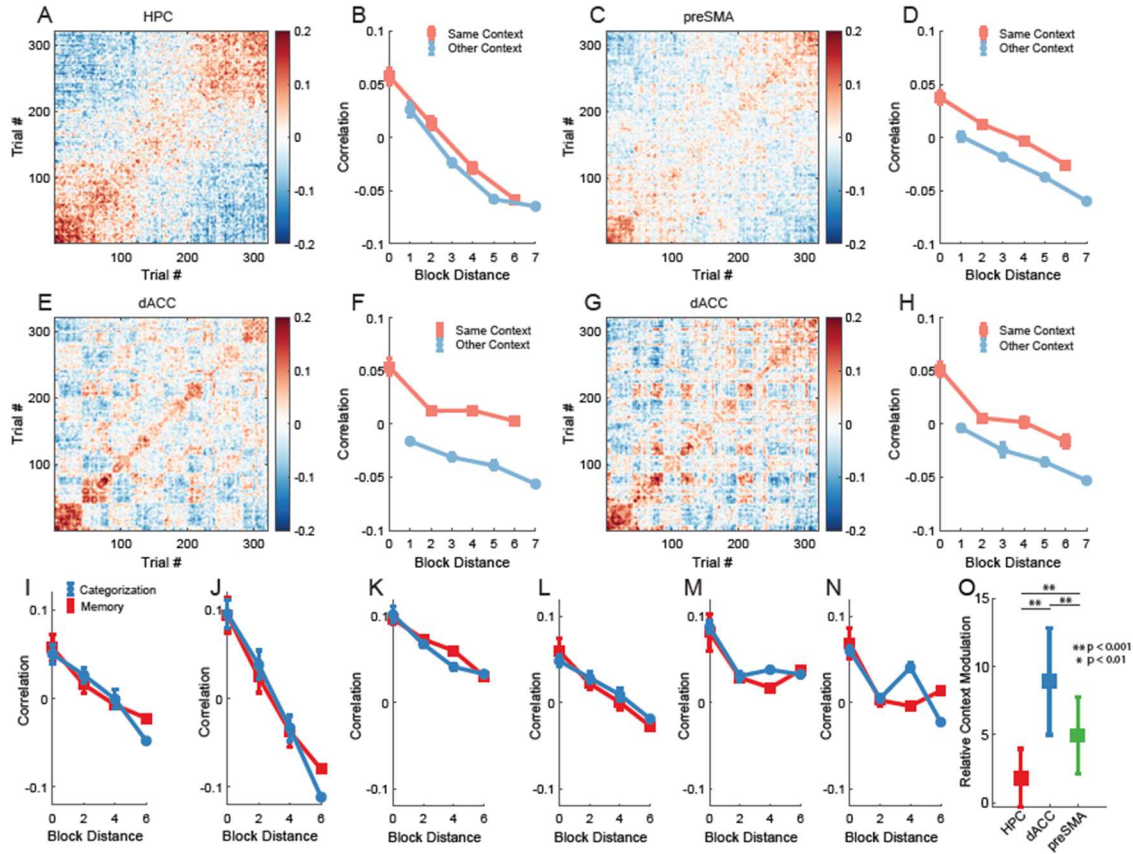 A HPC
300
200
100
Trial #
100 200 300
Trial #
0.2
0.1
0
-0.1
-0.2
B
Same Context
Other Context
0.1
0.05
0
-0.05
-0.1
Correlation
0 1 2 3 4 5 6 7
Block Distance
C preSMA
300
200
100
Trial #
100 200 300
Trial #
0.2
0.1
0
-0.1
-0.2
D
Same Context
Other Context
0.1
0.05
0
-0.05
-0.1
Correlation
0 1 2 3 4 5 6 7
Block Distance
E dACC
300
200
100
Trial #
100 200 300
Trial #
0.2
0.1
0
-0.1
-0.2
F
Same Context
Other Context
0.1
0.05
0
-0.05
-0.1
Correlation
0 1 2 3 4 5 6 7
Block Distance
G dACC
300
200
100
Trial #
100 200 300
Trial #
0.2
0.1
0
-0.1
-0.2
H
Same Context
Other Context
0.1
0.05
0
-0.05
-0.1
Correlation
0 1 2 3 4 5 6 7
Block Distance
I
Categorization
Memory
0.1
0
-0.1
Correlation
0 2 4 6
Block Distance
J
0.1
0
-0.1
Correlation
0 2 4 6
Block Distance
K
0.1
0
-0.1
Correlation
0 2 4 6
Block Distance
L
0.1
0
-0.1
Correlation
0 2 4 6
Block Distance
M
0.1
0
-0.1
Correlation
0 2 4 6
Block Distance
N
0.1
0
-0.1
Correlation
0 2 4 6
Block Distance
O
15
10
5
0
Relative Context Modulation
**
** **
** p < 0.001
* p < 0.01
HPC
dACC
preSMA